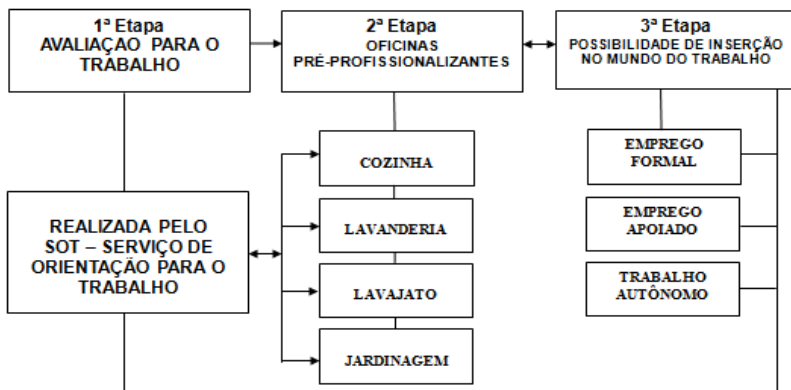 1ª Etapa
AVALIAÇAO PARA O
TRABALHO
2ª Etapa
OFICINAS
PRÉ-PROFISSIONALIZANTES
3ª Etapa
POSSIBILIDADE DE INSERÇÃO
NO MUNDO DO TRABALHO
REALIZADA PELO
SOT – SERVIÇO DE
ORIENTAÇÃO PARA O
TRABALHO
COZINHA
LAVANDERIA
LAVAJATO
JARDINAGEM
EMPREGO
FORMAL
EMPREGO
APOIADO
TRABALHO
AUTÔNOMO